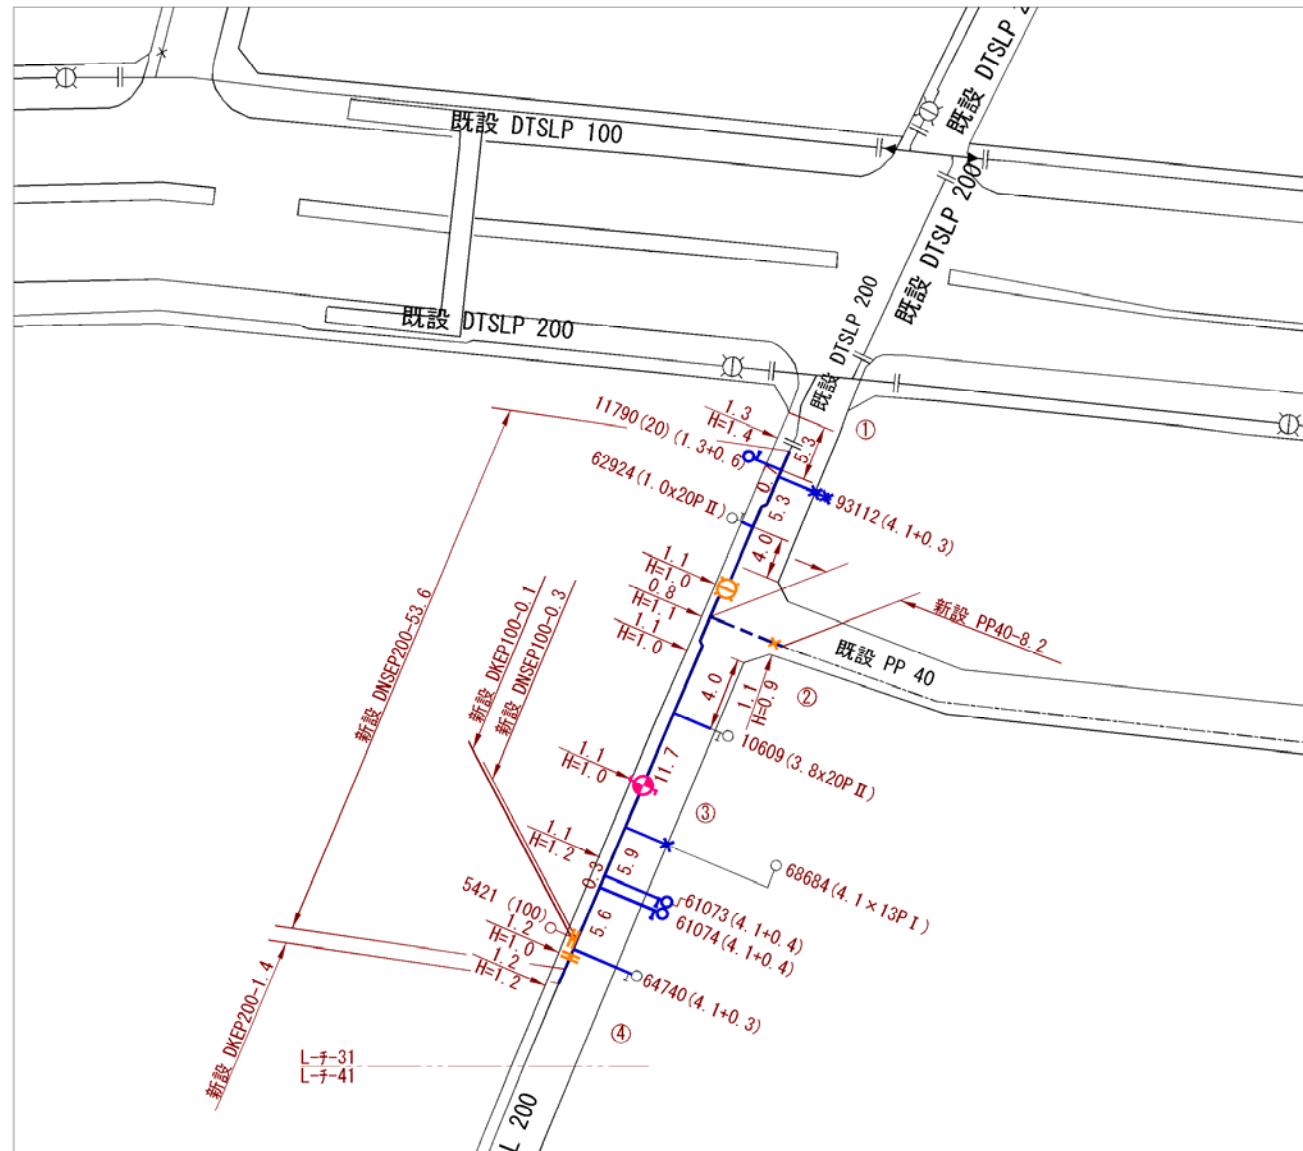 既設 DTSLP 2
既設 DTSLP 100
既設 DTSLP 200
既設 DTSLP 200
既設 DTSLP 200
11790(20)(1.3+0.6)
1.3
H=1.4
5.3
①
0.7
62924(1.0x20PⅡ)
5.3
93112(4.1+0.3)
4.0
1.1
H=1.0
0.8
H=1.1
1.1
H=1.0
新設 PP40-8.2
既設 PP 40
新設 DNSEP200-53.6
新設 DKEP100-0.1
新設 DNSEP100-0.3
4.0
1.1
H=0.9
②
10609(3.8x20PⅡ)
1.1
H=1.0
11.7
③
1.1
H=1.2
5.9
68684(4.1×13PⅠ)
0.3
5421 (100)
61073(4.1+0.4)
61074(4.1+0.4)
5.6
1.2
H=1.0
1.2
H=1.2
64740(4.1+0.3)
新設 DKEP200-1.4
④
L-チ-31
L-チ-41
L 200